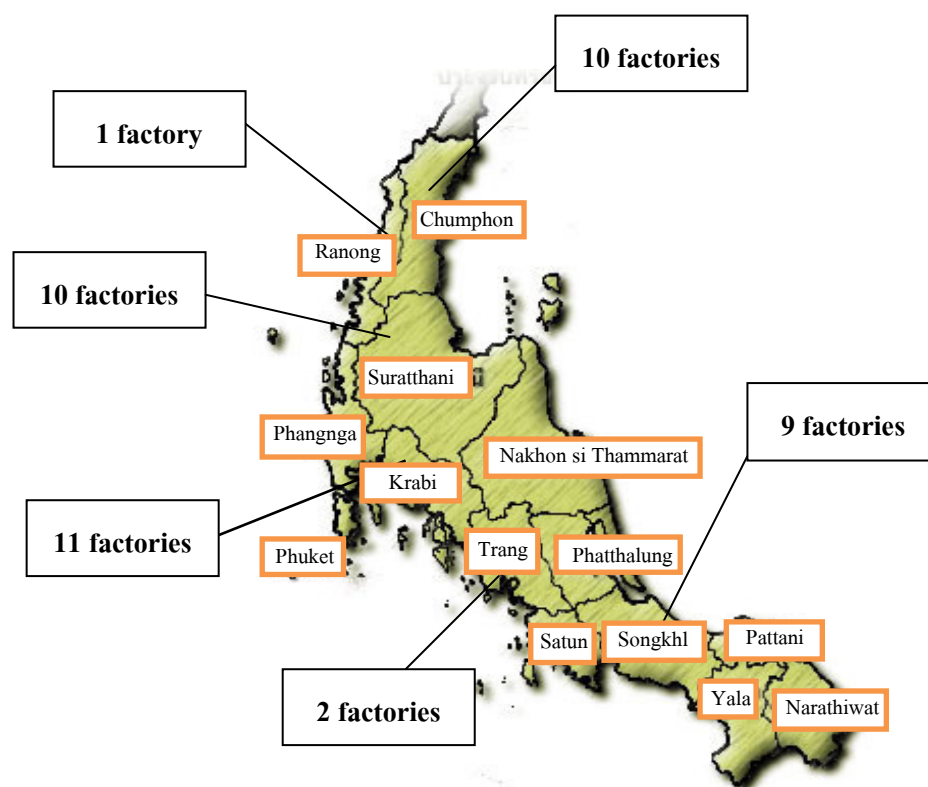 10 factories
1 factory
Chumphon
Ranong
10 factories
Suratthani
Phangnga
9 factories
Nakhon si Thammarat
Krabi
11 factories
Trang
Phatthalung
Phuket
Satun
Songkhl
Pattani
2 factories
Yala
Narathiwat